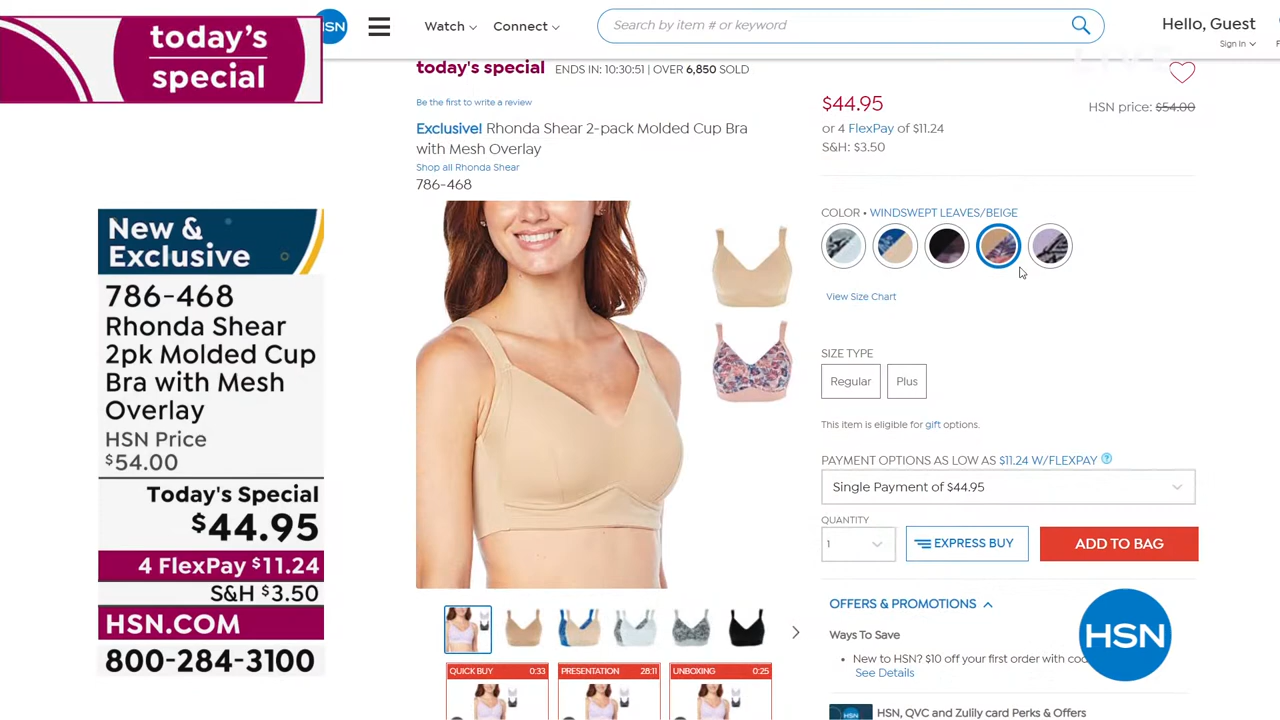 today's
special
HSN
Watch
Connect
Search by item # or keyword
Hello, Guest
Sign In
today's special
ENDS IN: 10:30:51 | OVER 6,850 SOLD
LIVE
Be the first to write a review
Exclusive! Rhonda Shear 2-pack Molded Cup Bra
with Mesh Overlay
Shop all Rhonda Shear
786-468
$44.95
HSN price: $54.00
or 4 FlexPay of $11.24
S&H: $3.50
COLOR • WINDSWEPT LEAVES/BEIGE
View Size Chart
SIZE TYPE
Regular
Plus
This item is eligible for gift options.
PAYMENT OPTIONS AS LOW AS $11.24 W/FLEXPAY ?
Single Payment of $44.95
QUANTITY
1
EXPRESS BUY
ADD TO BAG
OFFERS & PROMOTIONS
Ways To Save
• New to HSN? $10 off your first order with
See Details
HSN, QVC and Zulily card Perks & Offers
HSN
QUICK BUY 0:33
PRESENTATION 28:11
UNBOXING 0:25
New &
Exclusive
786-468
Rhonda Shear
2pk Molded Cup
Bra with Mesh
Overlay
HSN Price
$54.00
Today's Special
$44.95
4 FlexPay $11.24
S&H $3.50
HSN.COM
800-284-3100